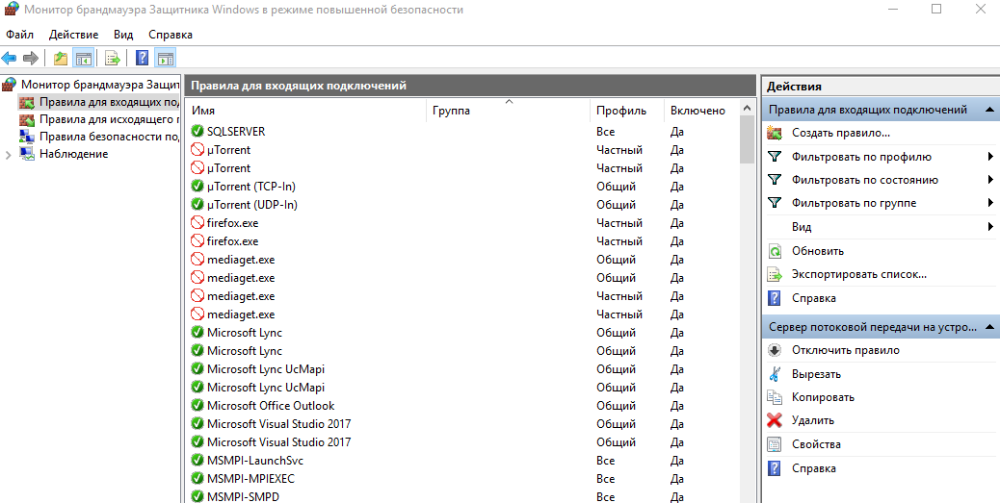 Монитор брандмауэра Защитника Windows в режиме повышенной безопасности
Файл Действие Вид Справка
Монитор брандмауэра Защит
Правила для входящих под
Правила для исходящего п
Правила безопасности по
Наблюдение
Правила для входящих подключений
Имя Группа Профиль Включено
SQLSERVER Все Да
µTorrent Частный Да
µTorrent Частный Да
µTorrent (TCP-In) Общий Да
µTorrent (UDP-In) Общий Да
firefox.exe Частный Да
firefox.exe Частный Да
mediaget.exe Общий Да
mediaget.exe Общий Да
mediaget.exe Частный Да
mediaget.exe Частный Да
Microsoft Lync Общий Да
Microsoft Lync Общий Да
Microsoft Lync UcMapi Общий Да
Microsoft Lync UcMapi Общий Да
Microsoft Office Outlook Общий Да
Microsoft Visual Studio 2017 Общий Да
Microsoft Visual Studio 2017 Общий Да
MSMPI-LaunchSvc Все Да
MSMPI-MPIEXEC Все Да
MSMPI-SMPD Все Да
Действия
Правила для входящих подключений
Создать правило...
Фильтровать по профилю
Фильтровать по состоянию
Фильтровать по группе
Вид
Обновить
Экспортировать список...
Справка
Сервер потоковой передачи на устро...
Отключить правило
Вырезать
Копировать
Удалить
Свойства
Справка